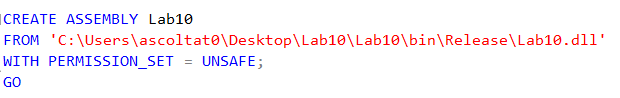 CREATE ASSEMBLY Lab10
FROM 'C:\Users\ascoltat0\Desktop\Lab10\Lab10\bin\Release\Lab10.dll'
WITH PERMISSION_SET = UNSAFE;
GO